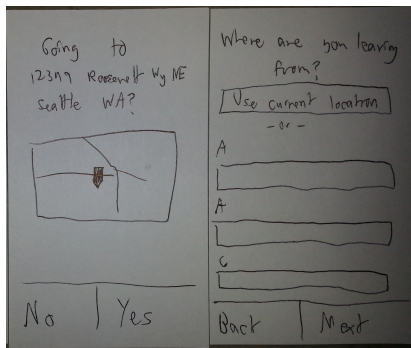 Going to
12377 Roosevelt Wy NE
Seattle WA?
No
Yes
Where are you leaving
from?
Use current location
-or-
A
A
C
Back
Next